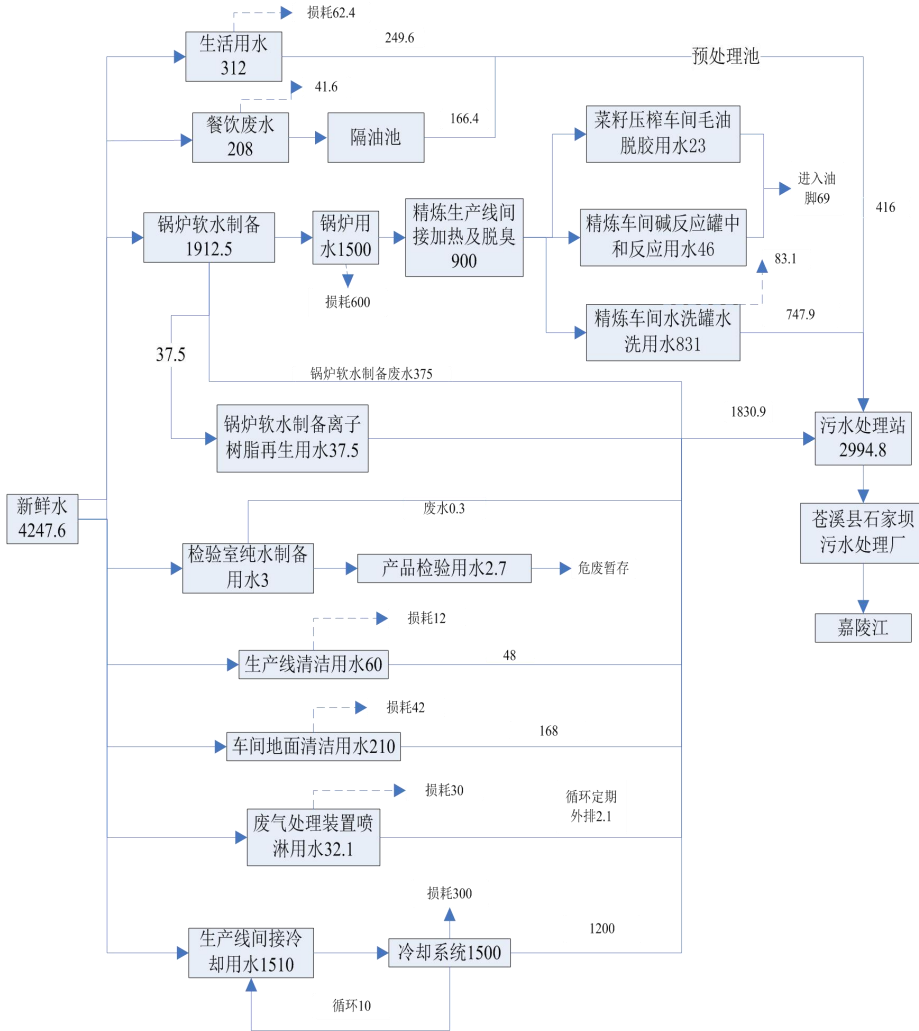 损耗62.4
生活用水
312
249.6
预处理池
41.6
餐饮废水
208
隔油池
166.4
菜籽压榨车间毛油
脱胶用水23
进入油
脚69
416
锅炉软水制备
1912.5
锅炉用
水1500
精炼生产线间
接加热及脱臭
900
精炼车间碱反应罐中
和反应用水46
83.1
损耗600
精炼车间水洗罐水
洗用水831
747.9
37.5
锅炉软水制备废水375
锅炉软水制备离子
树脂再生用水37.5
1830.9
污水处理站
2994.8
新鲜水
4247.6
废水0.3
苍溪县石家坝
污水处理厂
检验室纯水制备
用水3
产品检验用水2.7
危废暂存
嘉陵江
损耗12
生产线清洁用水60
48
损耗42
车间地面清洁用水210
168
损耗30
循环定期
外排2.1
废气处理装置喷
淋用水32.1
损耗300
生产线间接冷
却用水1510
冷却系统1500
1200
循环10